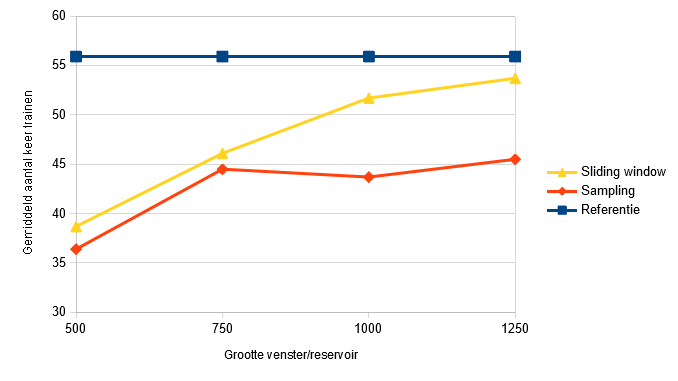 60
55
50
45
40
35
30
Gemiddeld aantal keer trainen
500
750
1000
1250
Grootte venster/reservoir
Sliding window
Sampling
Referentie